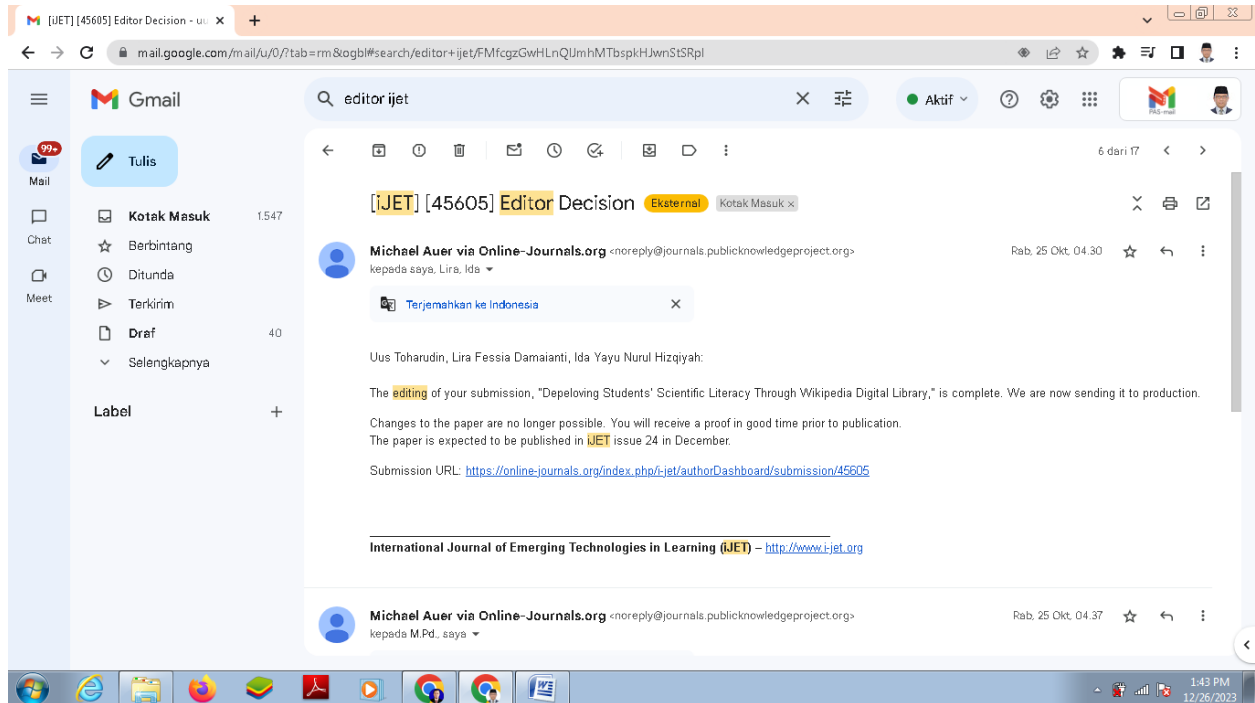 [iJET] [45605] Editor Decision - uu
mail.google.com/mail/u/0/?tab=rm&ogbl#search/editor+ijet/FMfcgzGwHLnQlJmhMTbspkHJwnStSRpl
Gmail
editor ijet
Aktif
PAS-mail
99+
Mail
Chat
Meet
Tulis
Kotak Masuk 1.547
Berbintang
Ditunda
Terkirim
Draf 40
Selengkapnya
Label
6 dari 17
[iJET] [45605] Editor Decision Eksternal Kotak Masuk ×
Michael Auer via Online-Journals.org <noreply@journals.publicknowledgeproject.org> Rab, 25 Okt, 04.30
kepada saya, Lira, Ida
Terjemahkan ke Indonesia
Uus Toharudin, Lira Fessia Damaianti, Ida Yayu Nurul Hizqiyah:
The editing of your submission, "Depeloving Students' Scientific Literacy Through Wikipedia Digital Library," is complete. We are now sending it to production.
Changes to the paper are no longer possible. You will receive a proof in good time prior to publication.
The paper is expected to be published in iJET issue 24 in December.
Submission URL: https://online-journals.org/index.php/i-jet/authorDashboard/submission/45605
International Journal of Emerging Technologies in Learning (iJET) – http://www.i-jet.org
Michael Auer via Online-Journals.org <noreply@journals.publicknowledgeproject.org> Rab, 25 Okt, 04.37
kepada M.Pd., saya
1:43 PM
12/26/2023